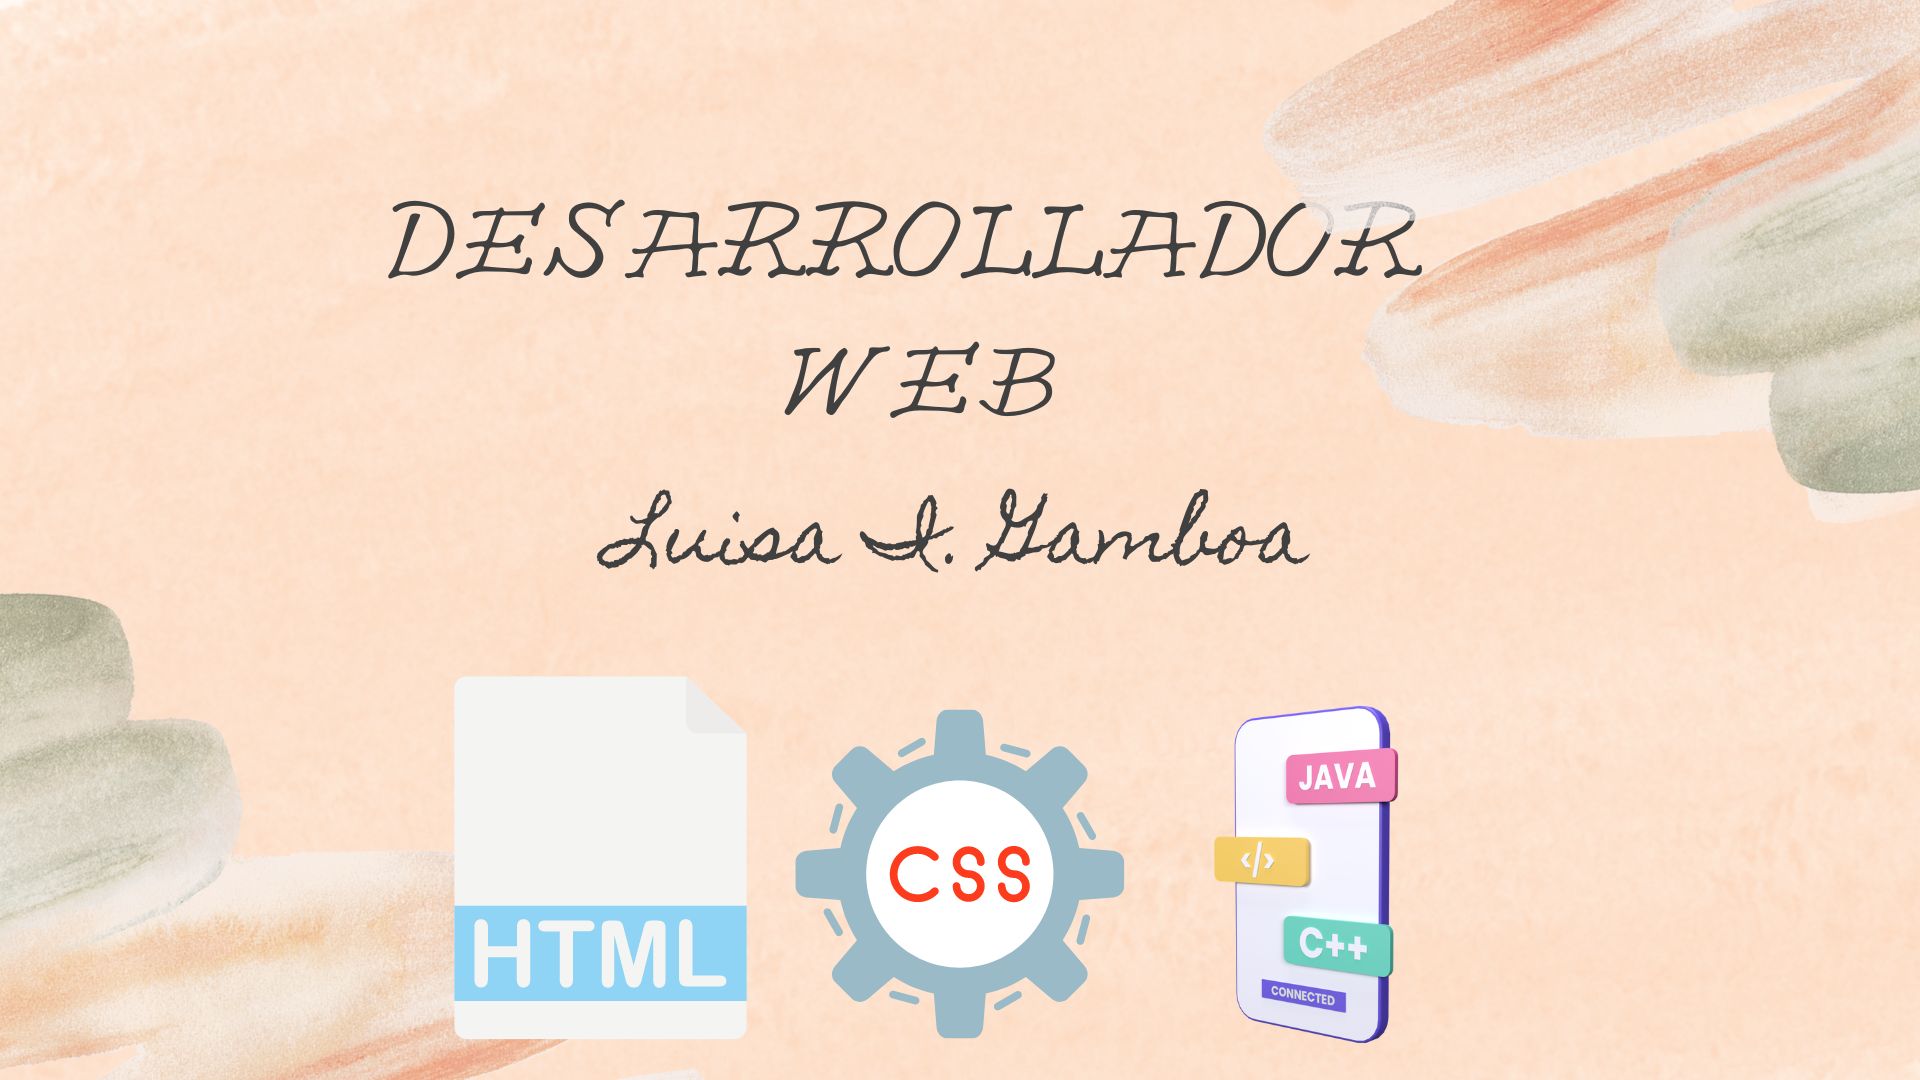 DESARROLLADOR
WEB
Luisa I. Gamboa
HTML
CSS
JAVA
</>
C++
CONNECTED